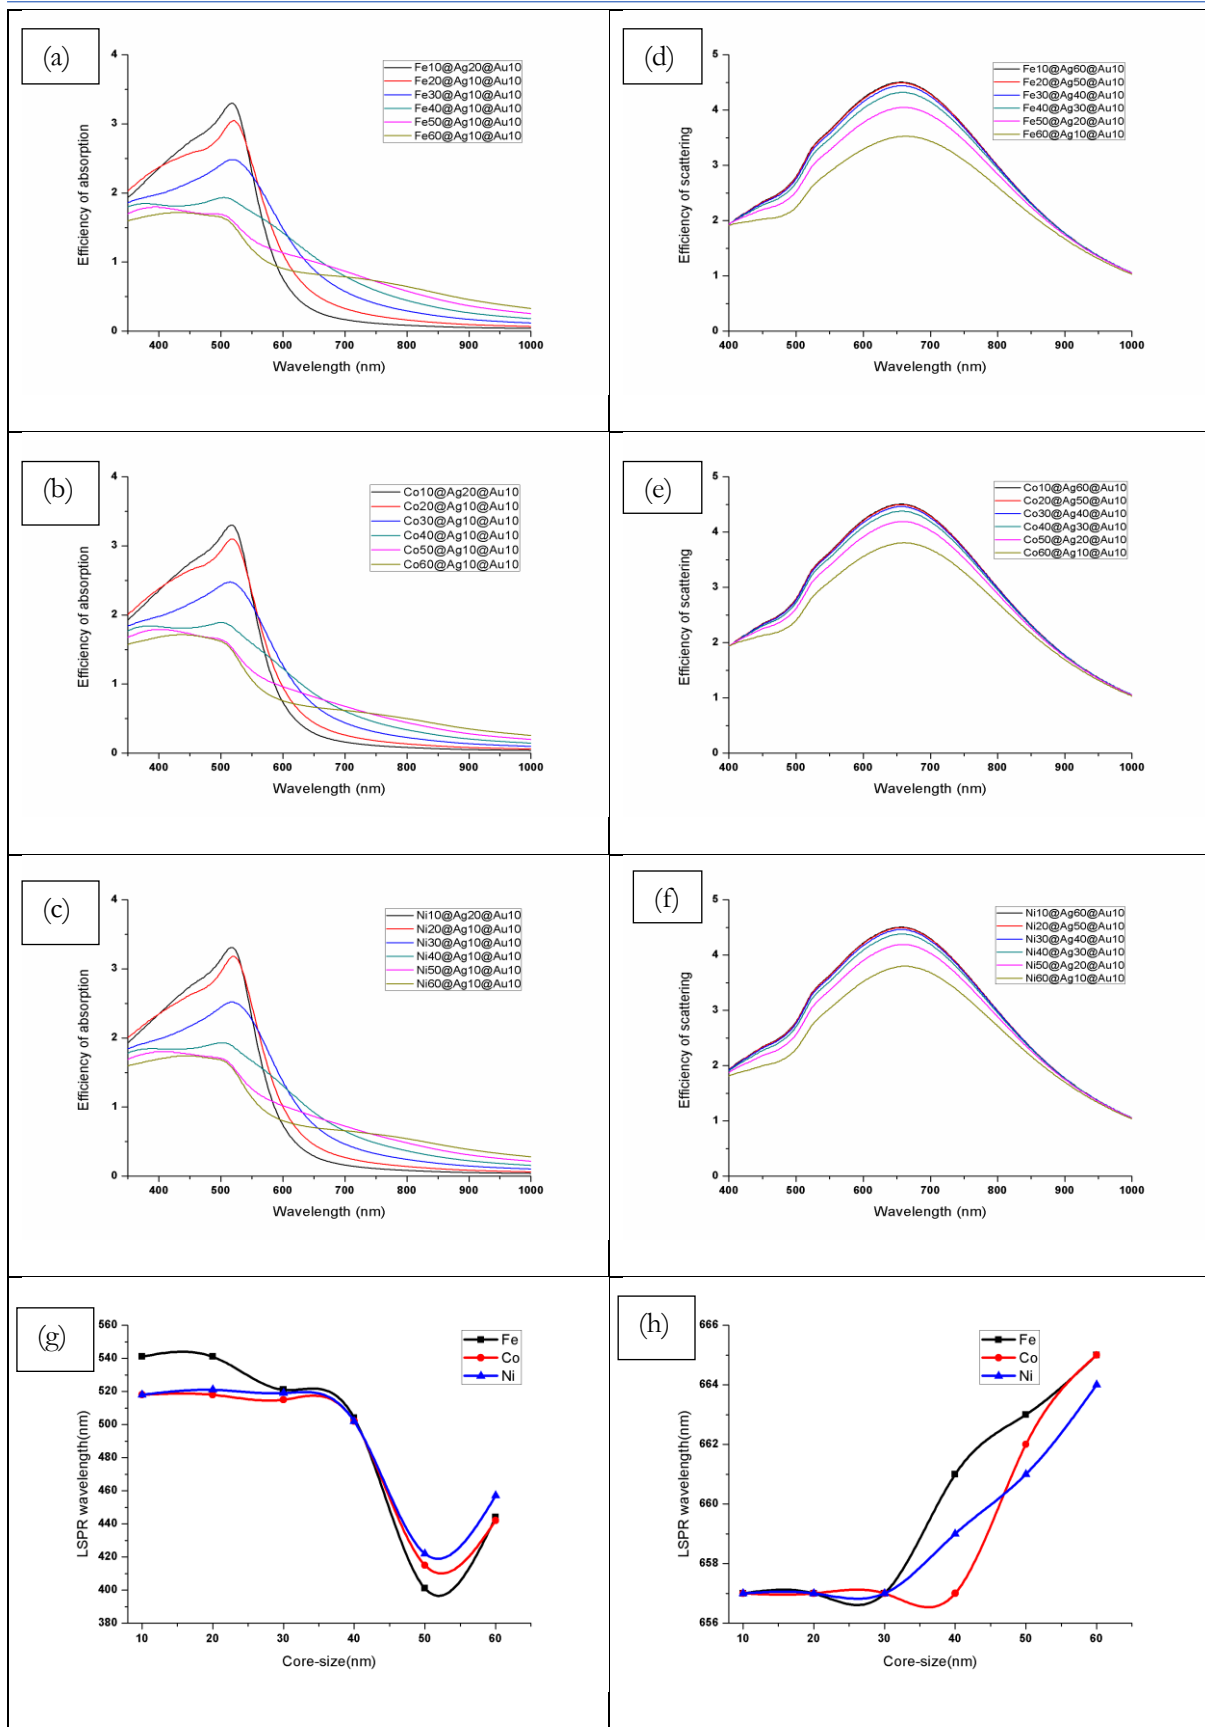 (a)
Fe10@Ag20@Au10
Fe20@Ag10@Au10
Fe30@Ag10@Au10
Fe40@Ag10@Au10
Fe50@Ag10@Au10
Fe60@Ag10@Au10
Efficiency of absorption
4
3
2
1
0
400 500 600 700 800 900 1000
Wavelength (nm)
(d)
Fe10@Ag60@Au10
Fe20@Ag50@Au10
Fe30@Ag40@Au10
Fe40@Ag30@Au10
Fe50@Ag20@Au10
Fe60@Ag10@Au10
Efficiency of scattering
5
4
3
2
1
0
400 500 600 700 800 900 1000
Wavelength (nm)
(b)
Co10@Ag20@Au10
Co20@Ag10@Au10
Co30@Ag10@Au10
Co40@Ag10@Au10
Co50@Ag10@Au10
Co60@Ag10@Au10
Efficiency of absorption
4
3
2
1
0
400 500 600 700 800 900 1000
Wavelength (nm)
(e)
Co10@Ag60@Au10
Co20@Ag50@Au10
Co30@Ag40@Au10
Co40@Ag30@Au10
Co50@Ag20@Au10
Co60@Ag10@Au10
Efficiency of scattering
5
4
3
2
1
0
400 500 600 700 800 900 1000
Wavelength (nm)
(c)
Ni10@Ag20@Au10
Ni20@Ag10@Au10
Ni30@Ag10@Au10
Ni40@Ag10@Au10
Ni50@Ag10@Au10
Ni60@Ag10@Au10
Efficiency of absorption
4
3
2
1
0
400 500 600 700 800 900 1000
Wavelength (nm)
(f)
Ni10@Ag60@Au10
Ni20@Ag50@Au10
Ni30@Ag40@Au10
Ni40@Ag30@Au10
Ni50@Ag20@Au10
Ni60@Ag10@Au10
Efficiency of scattering
5
4
3
2
1
0
400 500 600 700 800 900 1000
Wavelength (nm)
(g)
Fe
Co
Ni
LSPR wavelength(nm)
560
540
520
500
480
460
440
420
400
380
10 20 30 40 50 60
Core-size(nm)
(h)
Fe
Co
Ni
LSPR wavelength(nm)
666
664
662
660
658
656
10 20 30 40 50 60
Core-size(nm)